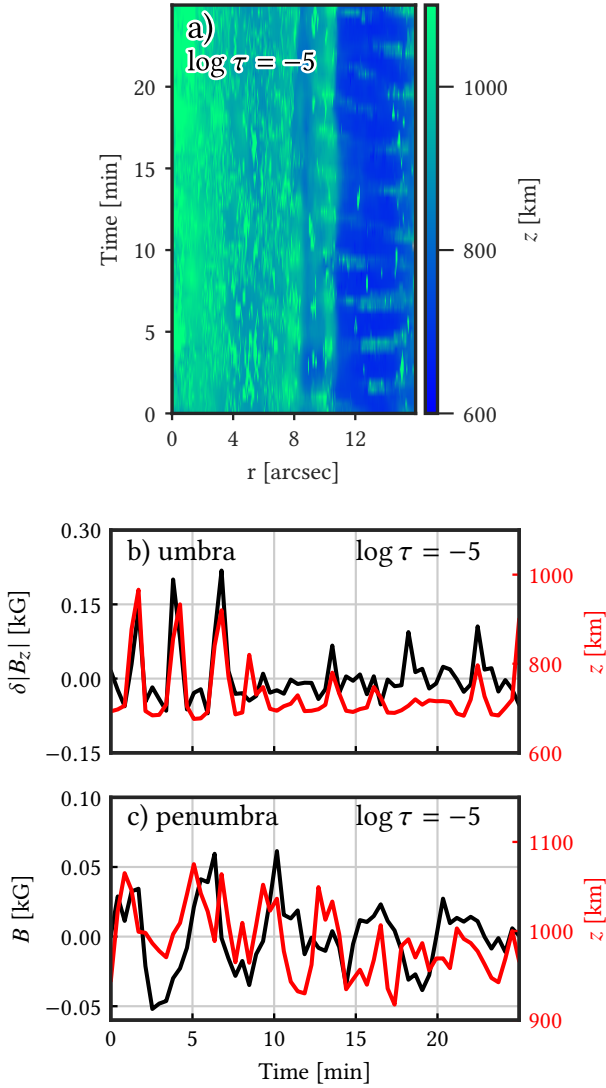 a)
log τ = −5
20
15
10
5
0
Time [min]
0 4 8 12
r [arcsec]
1000
800
600
z [km]
b) umbra log τ = −5
0.30
0.15
0.00
−0.15
δ|B_z| [kG]
1000
800
600
z [km]
c) penumbra log τ = −5
0.10
0.05
0.00
−0.05
B [kG]
1100
1000
900
z [km]
0 5 10 15 20
Time [min]